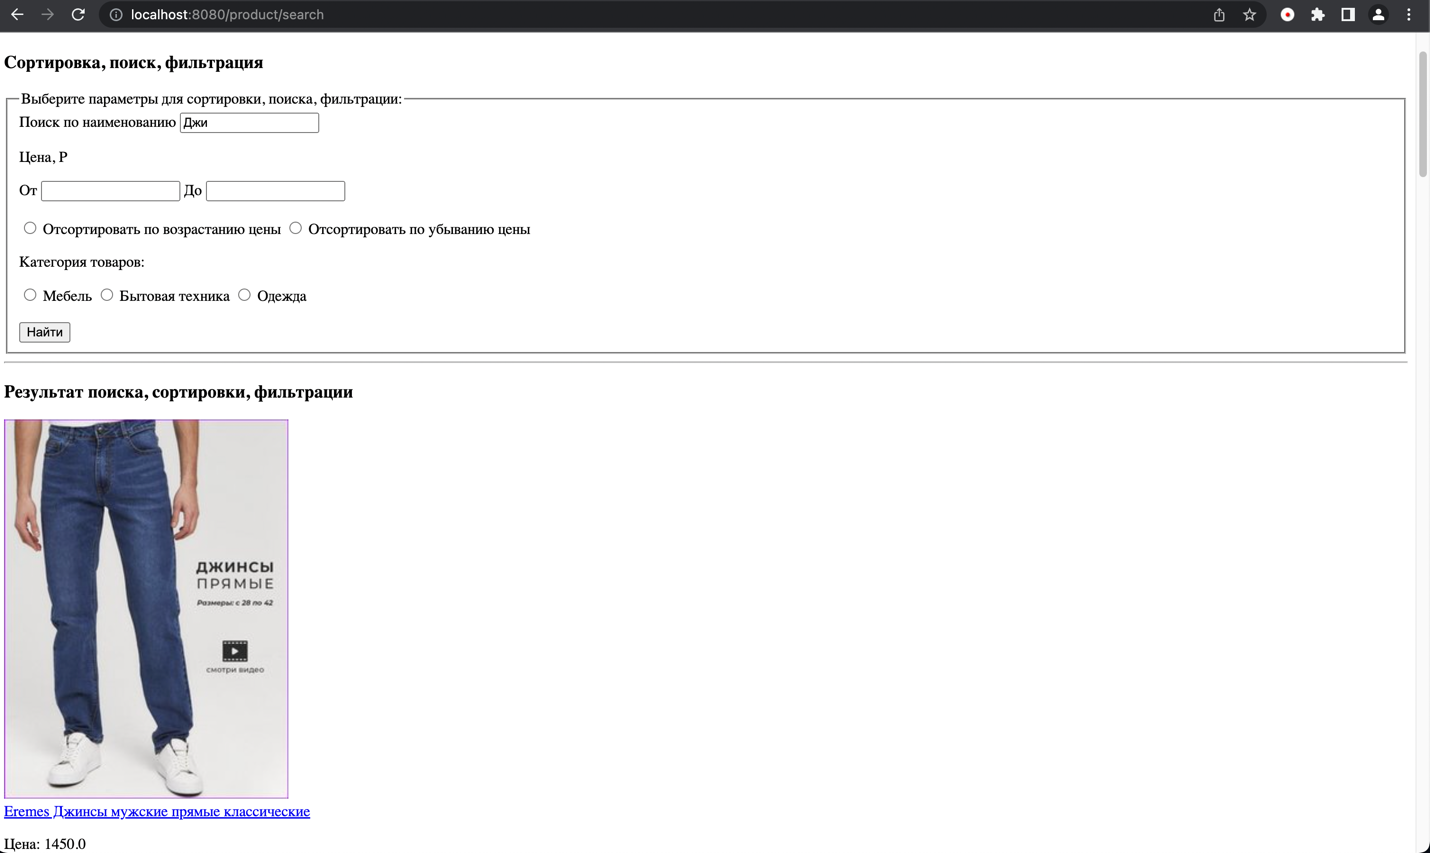 localhost:8080/product/search
Сортировка, поиск, фильтрация
Выберите параметры для сортировки, поиска, фильтрации:
Поиск по наименованию Джи
Цена, Р
От До
Отсортировать по возрастанию цены Отсортировать по убыванию цены
Категория товаров:
Мебель Бытовая техника Одежда
Найти
Результат поиска, сортировки, фильтрации
ДЖИНСЫ
ПРЯМЫЕ
Размеры: с 28 по 42
смотри видео
Eremes Джинсы мужские прямые классические
Цена: 1450.0